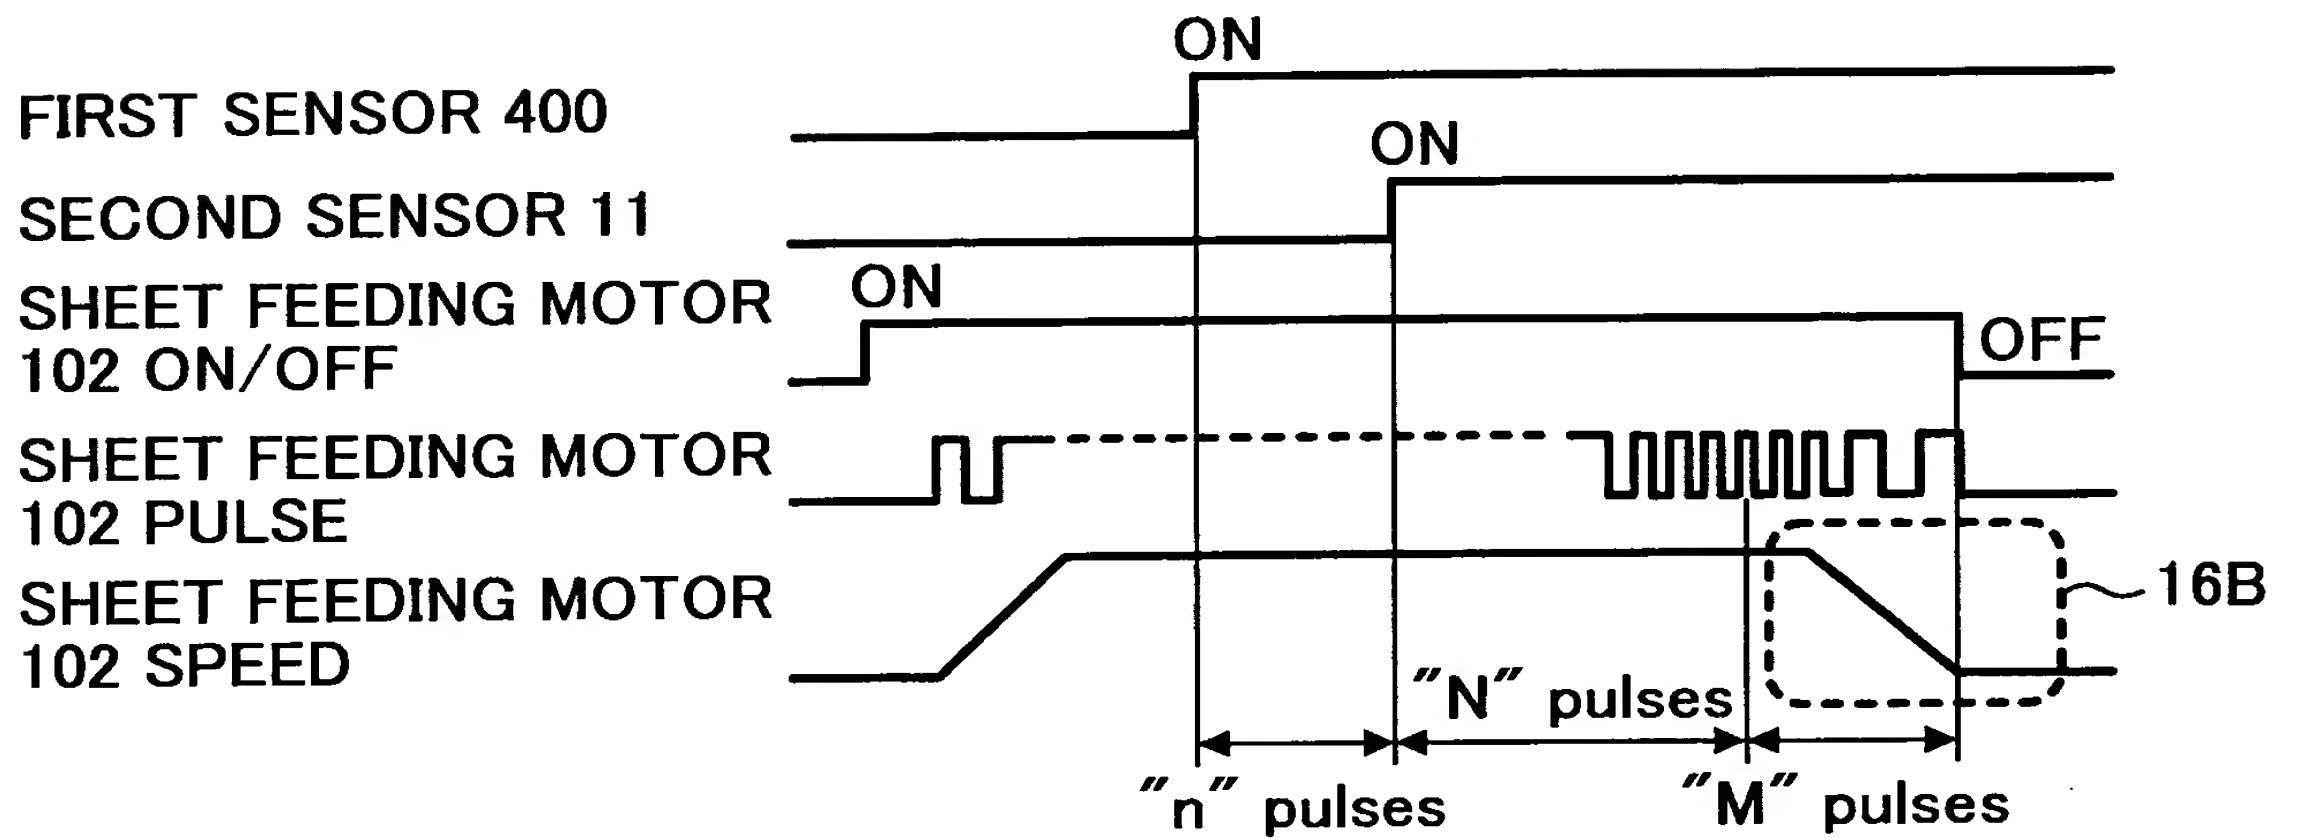 ON
FIRST SENSOR 400
ON
SECOND SENSOR 11
ON
SHEET FEEDING MOTOR
102 ON/OFF
OFF
SHEET FEEDING MOTOR
102 PULSE
16B
SHEET FEEDING MOTOR
102 SPEED
"N" pulses
"n" pulses
"M" pulses